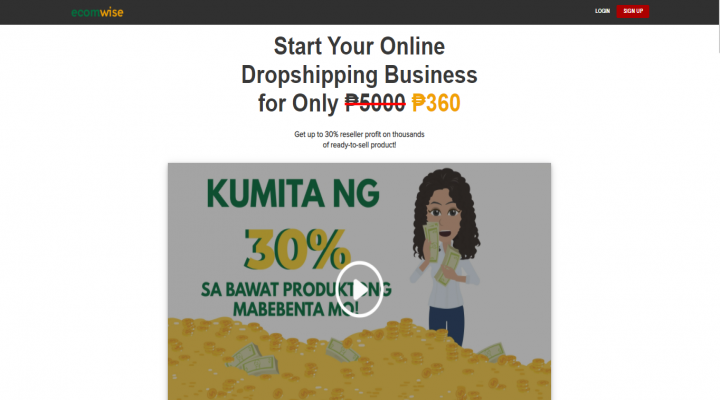 ecomwise
LOGIN
SIGN UP
Start Your Online
Dropshipping Business
for Only ₱5000 ₱360
Get up to 30% reseller profit on thousands
of ready-to-sell product!
KUMITA NG
30%
SA BAWAT PRODUKTONG
MABEBENTA MO!